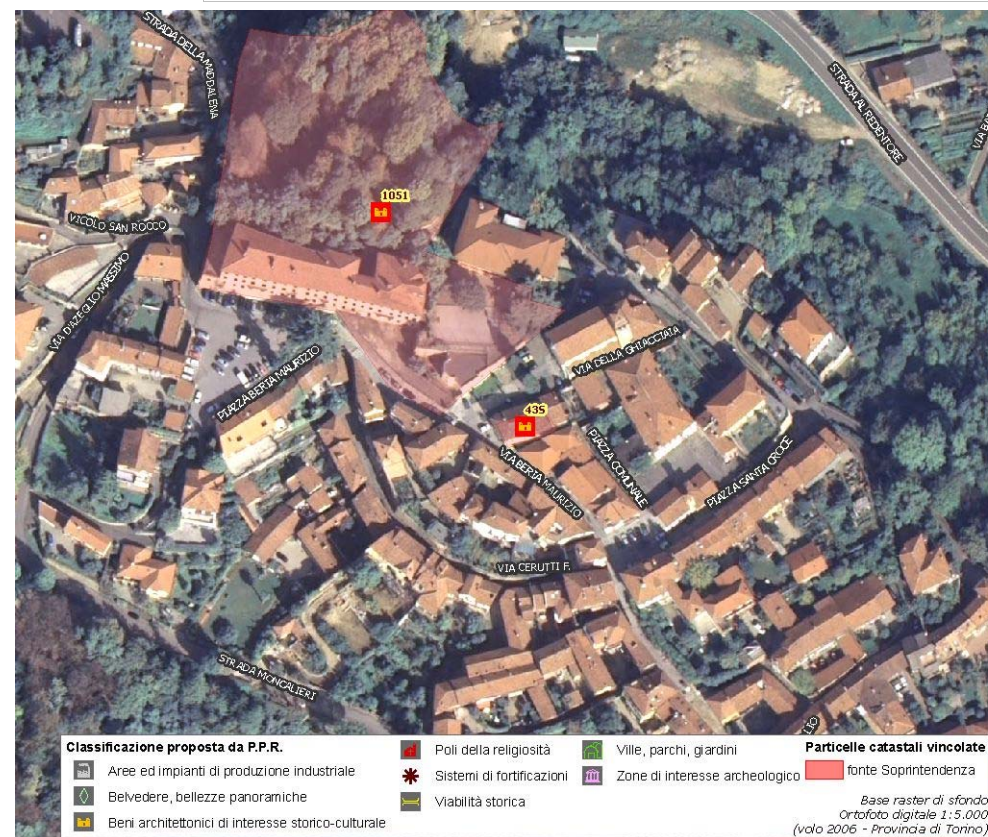 STRADA DELLA MADDALENA
STRADA AL REDENTORE
VIA BA
1051
VICOLO SAN ROCCO
VIA D'AZEGLIO MASSIMO
VIA DELLA GHIACCIAIA
PIAZZA BERTA MAURIZIO
435
VIA BERTA MAURIZIO
PIAZZA COMUNALE
PIAZZA SANTA CROCE
VIA CERUTTI F.
STRADA MONCALIERI
LIO
Classificazione proposta da P.P.R.
Aree ed impianti di produzione industriale
Belvedere, bellezze panoramiche
Beni architettonici di interesse storico-culturale
Poli della religiosità
Sistemi di fortificazioni
Viabilità storica
Ville, parchi, giardini
Zone di interesse archeologico
Particelle catastali vincolate
fonte Soprintendenza
Base raster di sfondo
Ortofoto digitale 1:5.000
(volo 2006 - Provincia di Torino)